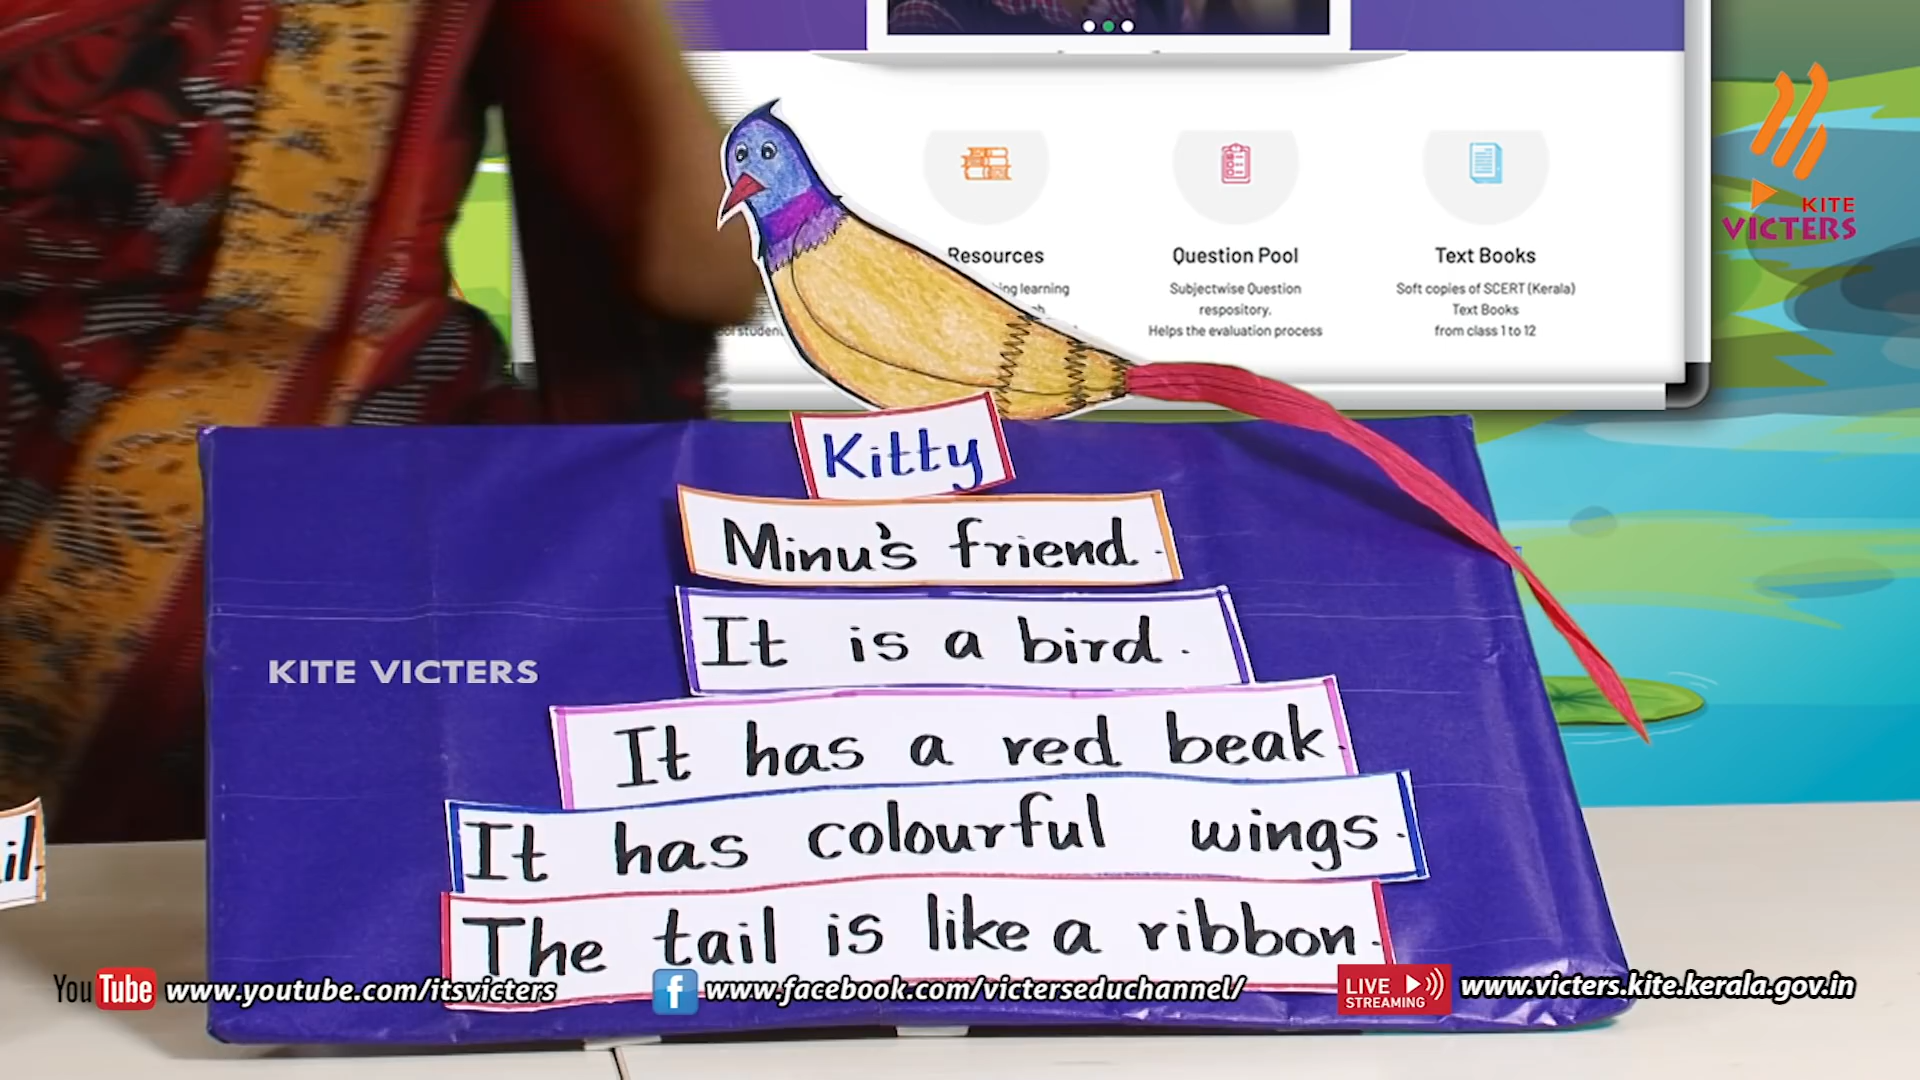 Resources
Question Pool
Text Books
learning
Subjectwise Question
respository.
Helps the evaluation process
Soft copies of SCERT (Kerala)
Text Books
from class 1 to 12
KITE
VICTERS
Kitty
Minu's friend.
It is a bird.
KITE VICTERS
It has a red beak.
It has colourful wings.
The tail is like a ribbon.
YouTube www.youtube.com/itsvicters
f www.facebook.com/victerseduchannel/
LIVE STREAMING www.victers.kite.kerala.gov.in